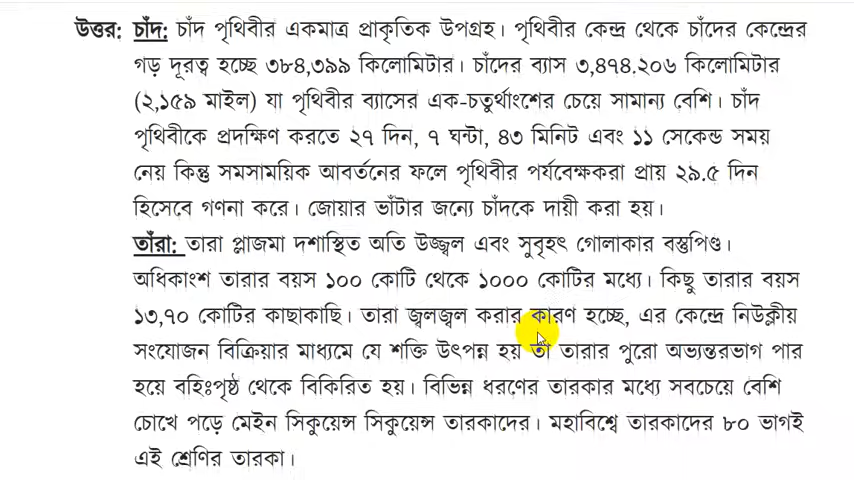 উত্তর: চাঁদ: চাঁদ পৃথিবীর একমাত্র প্রাকৃতিক উপগ্রহ। পৃথিবীর কেন্দ্র থেকে চাঁদের কেন্দ্রের
গড় দূরত্ব হচ্ছে ৩৮৪,৩৯৯ কিলোমিটার। চাঁদের ব্যাস ৩,৪৭৪.২০৬ কিলোমিটার
(২,১৫৯ মাইল) যা পৃথিবীর ব্যাসের এক-চতুর্থাংশের চেয়ে সামান্য বেশি। চাঁদ
পৃথিবীকে প্রদক্ষিণ করতে ২৭ দিন, ৭ ঘন্টা, ৪৩ মিনিট এবং ১১ সেকেন্ড সময়
নেয় কিন্তু সমসাময়িক আবর্তনের ফলে পৃথিবীর পর্যবেক্ষকরা প্রায় ২৯.৫ দিন
হিসেবে গণনা করে। জোয়ার ভাঁটার জন্যে চাঁদকে দায়ী করা হয়।
তাঁরা: তারা প্লাজমা দশাস্থিত অতি উজ্জ্বল এবং সুবৃহৎ গোলাকার বস্তুপিণ্ড।
অধিকাংশ তারার বয়স ১০০ কোটি থেকে ১০০০ কোটির মধ্যে। কিছু তারার বয়স
১৩,৭০ কোটির কাছাকাছি। তারা জ্বলজ্বল করার কারণ হচ্ছে, এর কেন্দ্রে নিউক্লীয়
সংযোজন বিক্রিয়ার মাধ্যমে যে শক্তি উৎপন্ন হয় তা তারার পুরো অভ্যন্তরভাগ পার
হয়ে বহিঃপৃষ্ঠ থেকে বিকিরিত হয়। বিভিন্ন ধরণের তারকার মধ্যে সবচেয়ে বেশি
চোখে পড়ে মেইন সিকুয়েন্স সিকুয়েন্স তারকাদের। মহাবিশ্বে তারকাদের ৮০ ভাগই
এই শ্রেণির তারকা।